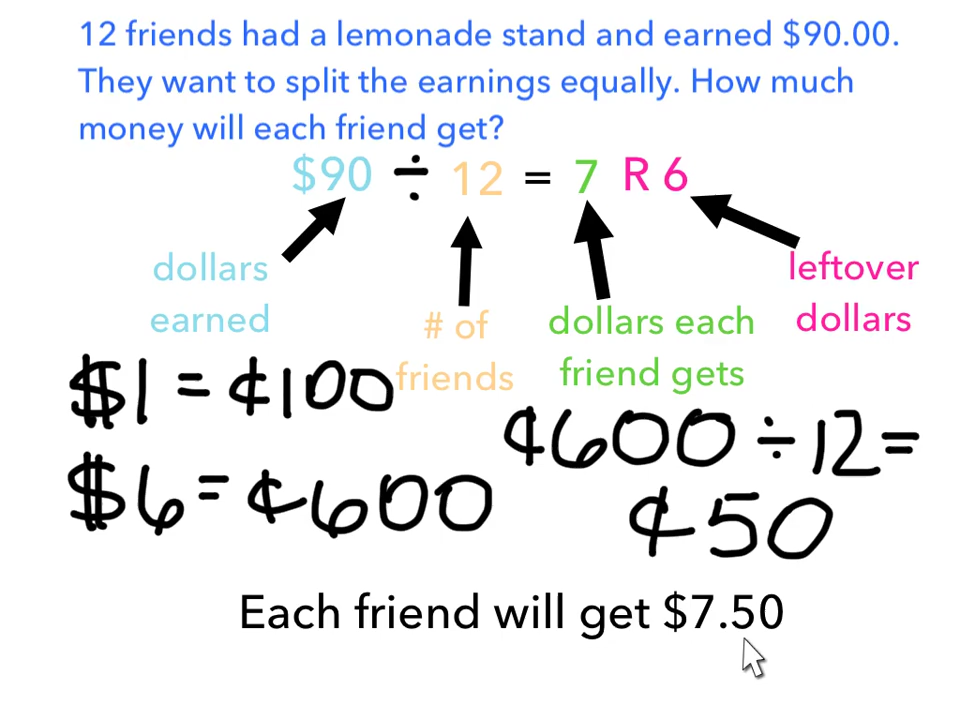 12 friends had a lemonade stand and earned $90.00.
They want to split the earnings equally. How much
money will each friend get?
$90 ÷ 12 = 7 R 6
dollars
earned
# of
friends
dollars each
friend gets
leftover
dollars
$1 = ¢100
$6 = ¢600
¢600 ÷ 12 =
¢50
Each friend will get $7.50